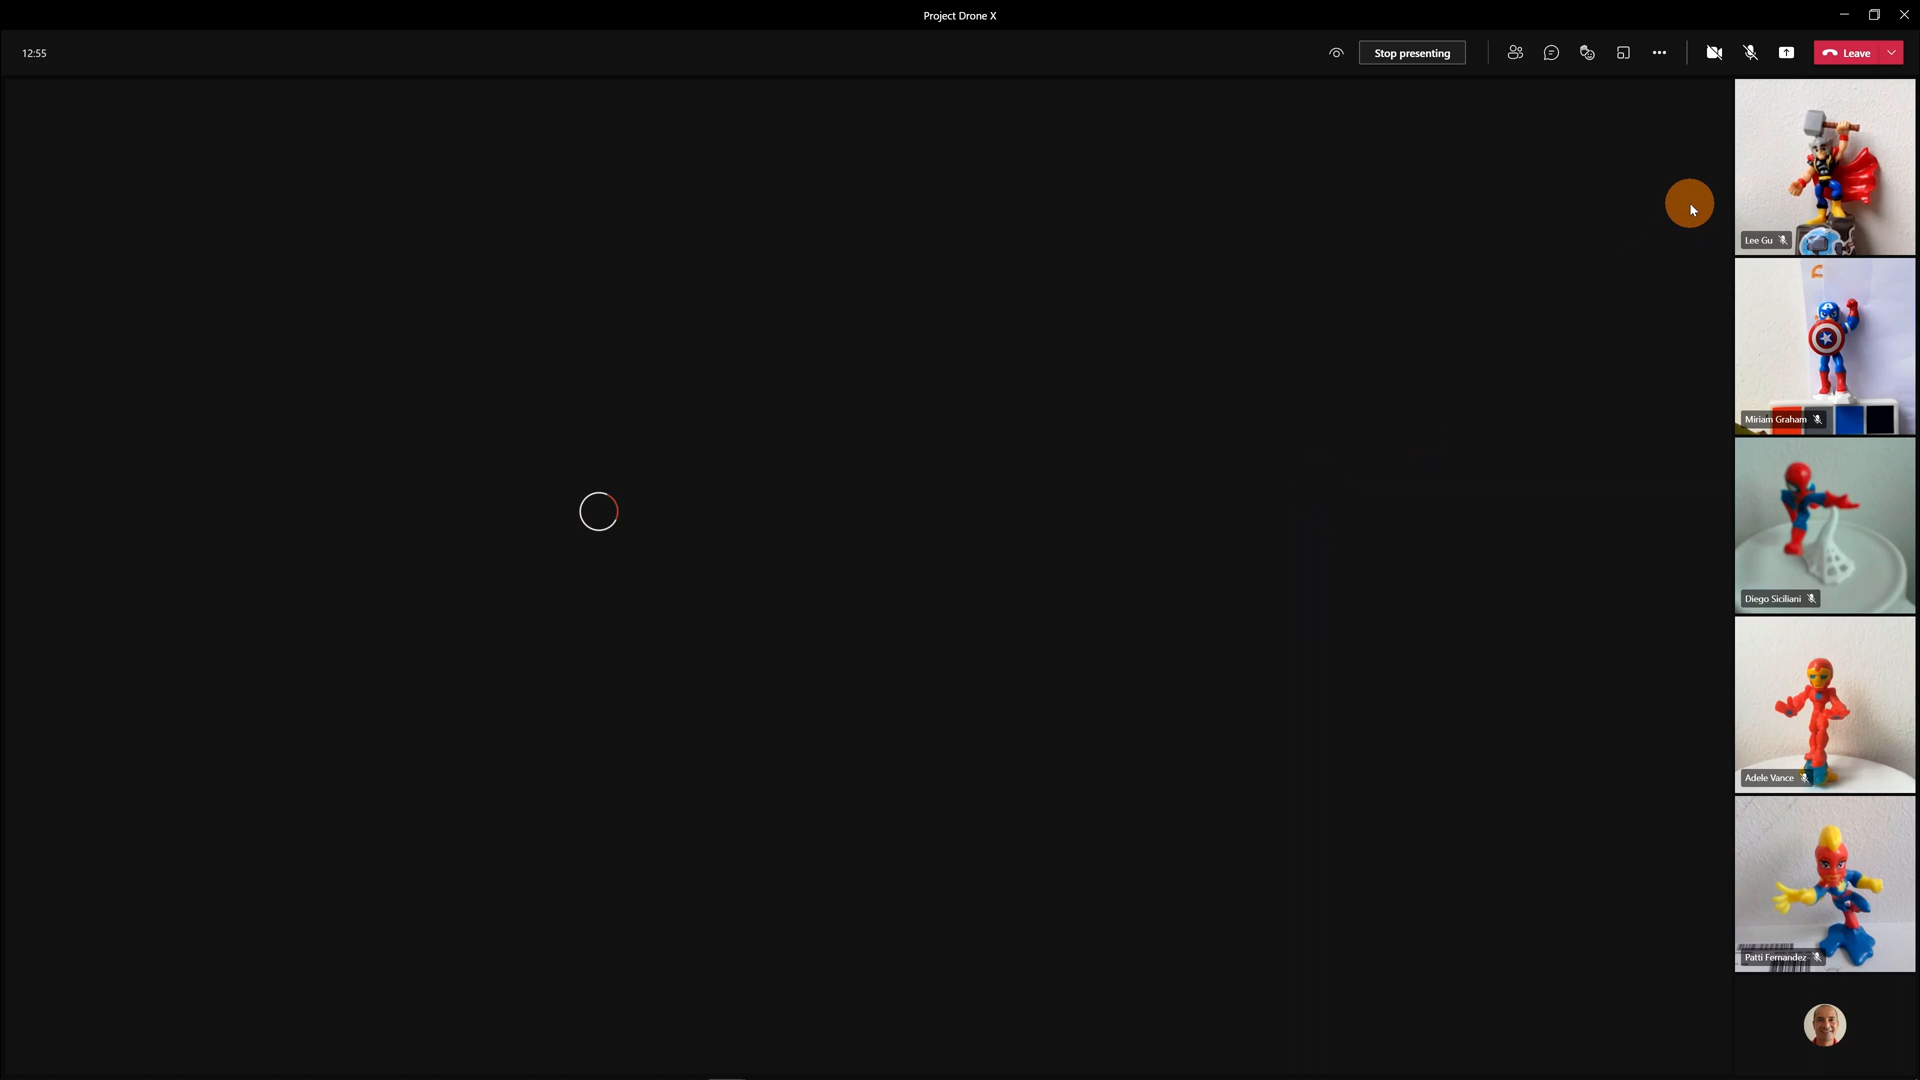 Project Drone X
12:55
Stop presenting
Leave
Lee Gu
Miriam Graham
Diego Siciliani
Adele Vance
Patti Fernandez